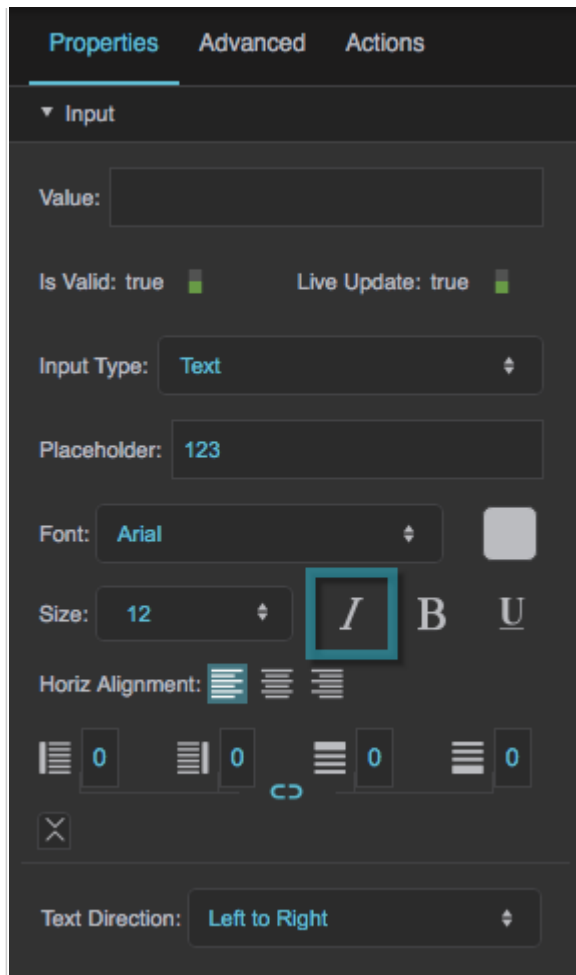 Properties Advanced Actions
Input
Value:
Is Valid: true Live Update: true
Input Type: Text
Placeholder: 123
Font: Arial
Size: 12 I B U
Horiz Alignment:
0 0 0 0
Text Direction: Left to Right